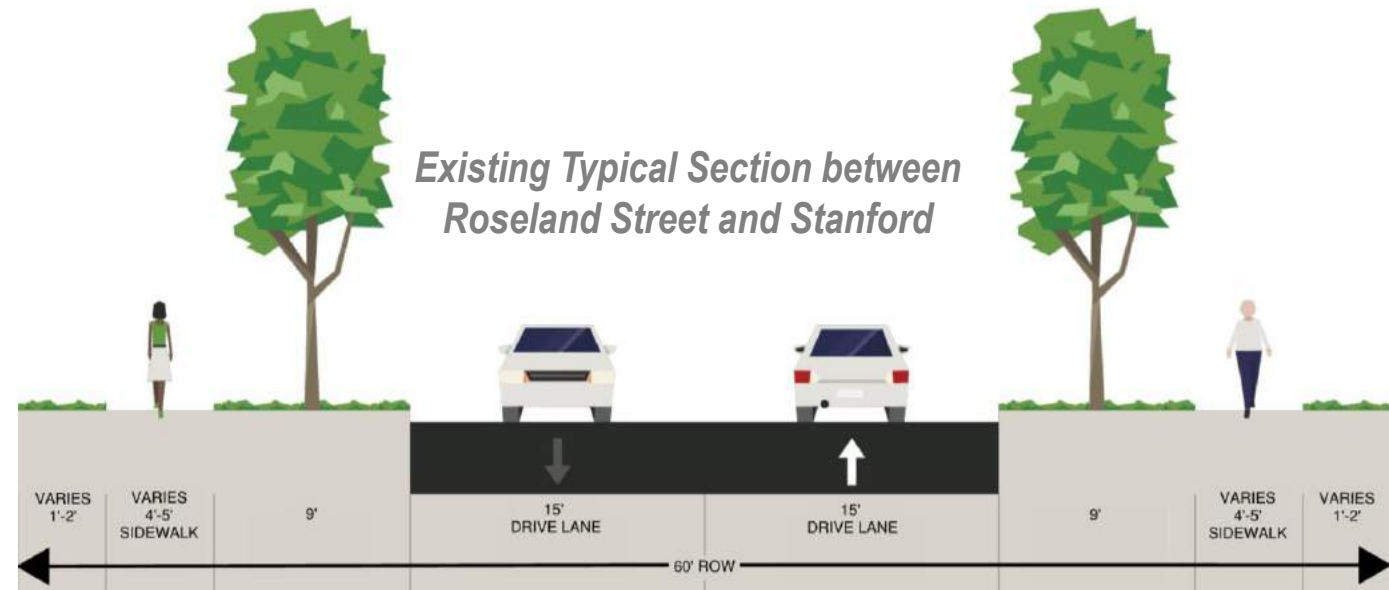 Existing Typical Section between
Roseland Street and Stanford
VARIES
1'-2'
VARIES
4'-5'
SIDEWALK
9'
15'
DRIVE LANE
15'
DRIVE LANE
9'
VARIES
4'-5'
SIDEWALK
VARIES
1'-2'
60' ROW